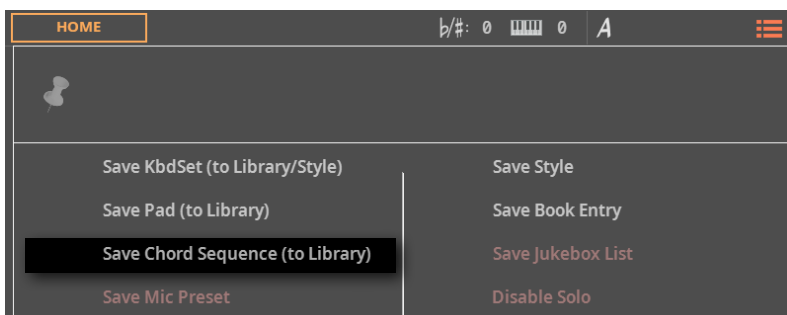 HOME
♭/#: 0 0 A
Save KbdSet (to Library/Style)
Save Pad (to Library)
Save Chord Sequence (to Library)
Save Mic Preset
Save Style
Save Book Entry
Save Jukebox List
Disable Solo